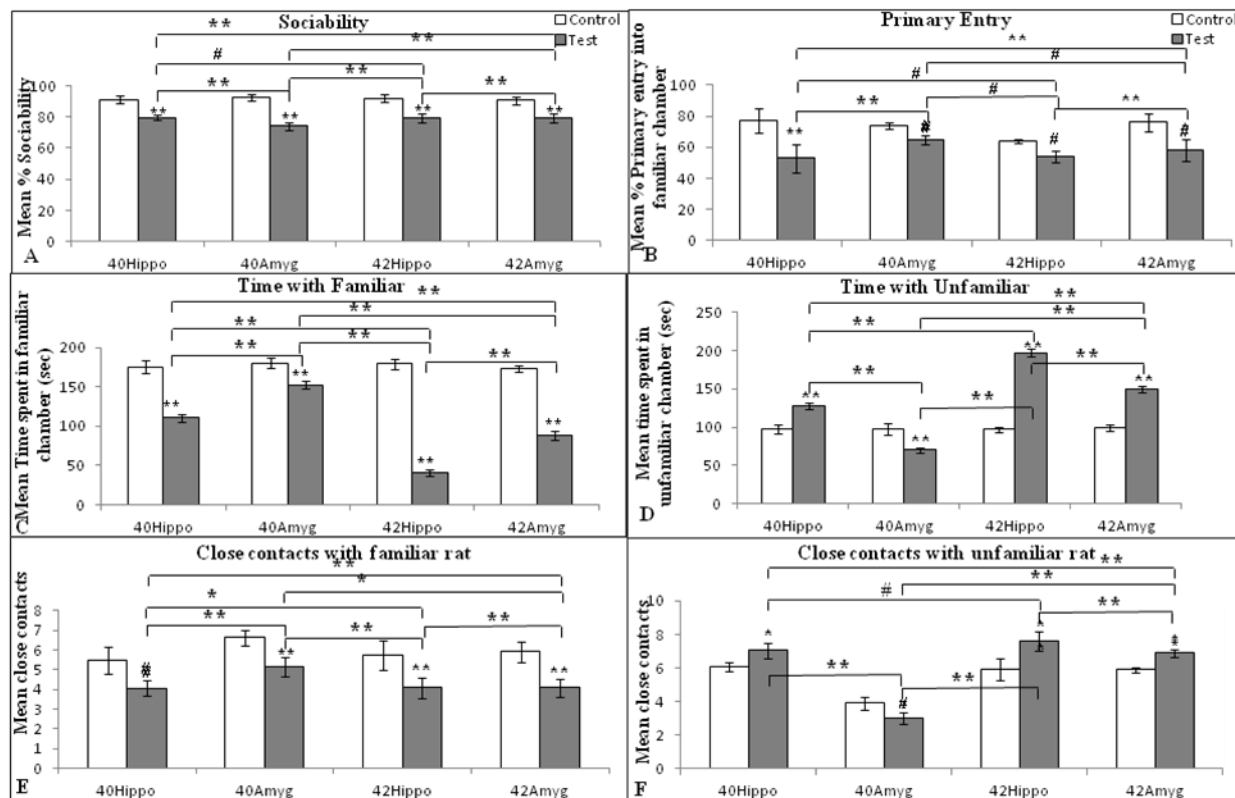 Sociability
Control
Test
Mean % Sociability
100
80
60
40
20
0
** ** # ** ** **
** ** ** **
40Hippo 40Amyg 42Hippo 42Amyg
A
Primary Entry
Control
Test
Mean % Primary entry into
familiar chamber
100
80
60
40
20
0
** # # ** # **
** # # #
40Hippo 40Amyg 42Hippo 42Amyg
B
Time with Familiar
Mean Time spent in familiar
chamber (sec)
200
150
100
50
0
** ** ** ** ** **
** ** ** **
40Hippo 40Amyg 42Hippo 42Amyg
C
Time with Unfamiliar
Mean time spent in
unfamiliar chamber (sec)
250
200
150
100
50
0
** ** ** ** ** **
** ** ** **
40Hippo 40Amyg 42Hippo 42Amyg
D
Close contacts with familiar rat
Mean close contacts
8
7
6
5
4
3
2
1
0
** * * ** ** **
** ** **
40Hippo 40Amyg 42Hippo 42Amyg
E
Close contacts with unfamiliar rat
Mean close contacts
10
8
6
4
2
0
** ** # ** ** **
* #
40Hippo 40Amyg 42Hippo 42Amyg
F